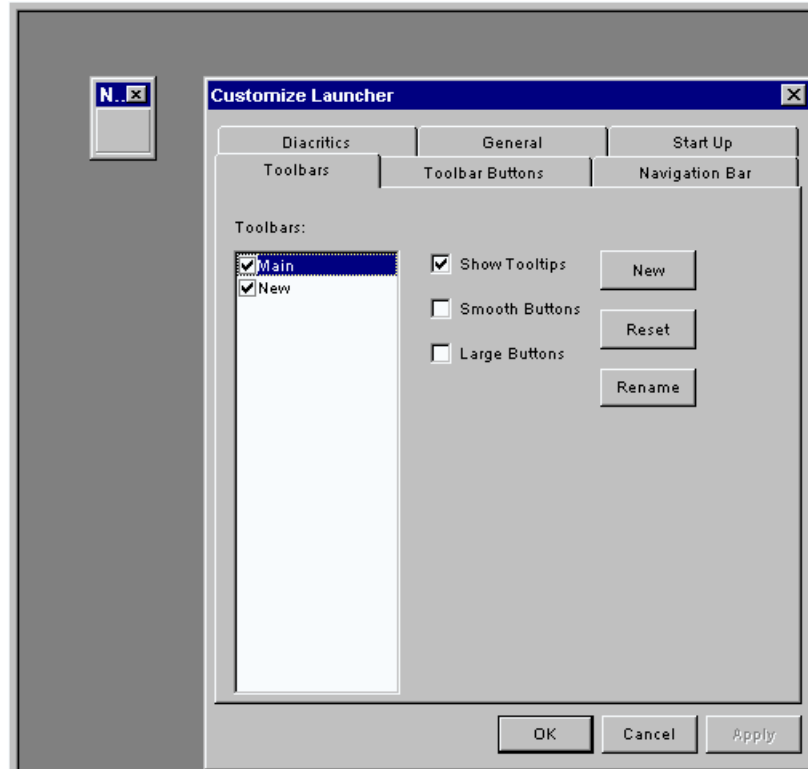 N..
Customize Launcher
Diacritics General Start Up
Toolbars Toolbar Buttons Navigation Bar
Toolbars:
Main
New
Show Tooltips
Smooth Buttons
Large Buttons
New
Reset
Rename
OK Cancel Apply